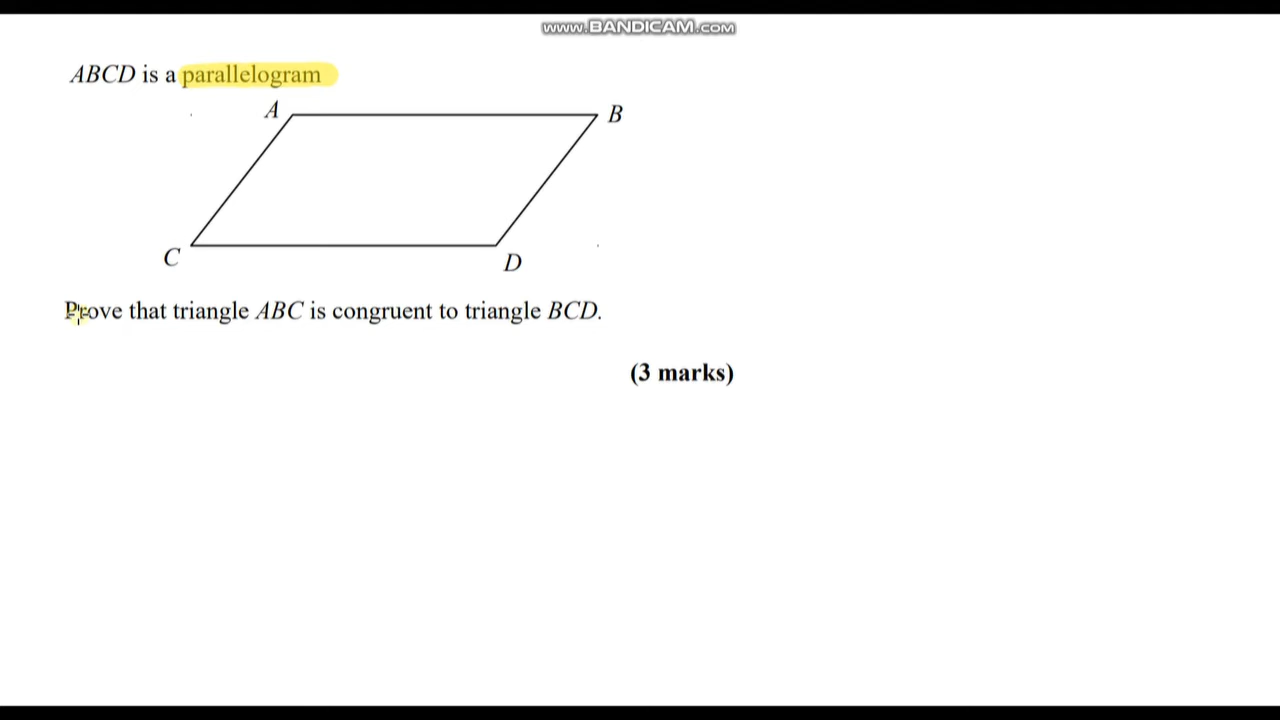 www.BANDICAM.com
ABCD is a parallelogram
A
B
C
D
Prove that triangle ABC is congruent to triangle BCD.
(3 marks)